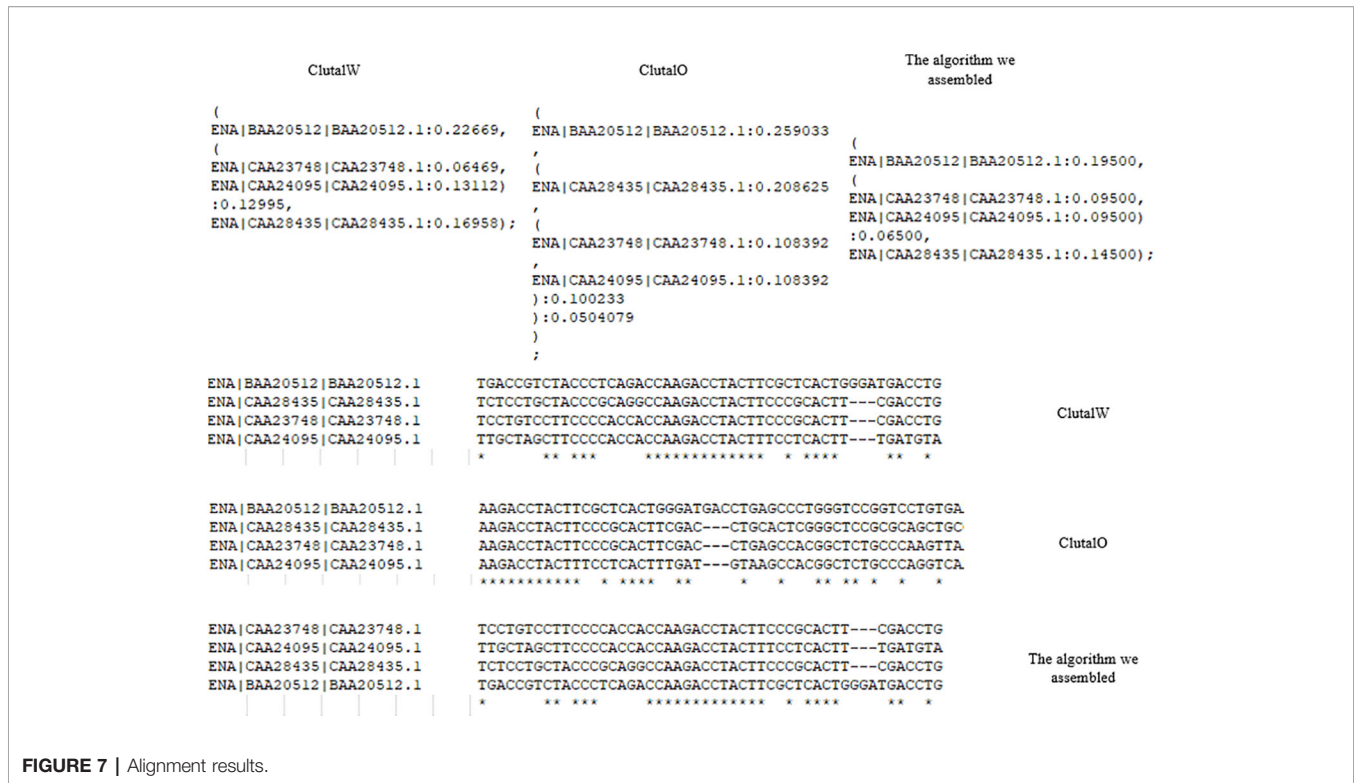 ClutalW
ClutalO
The algorithm we
assembled
(
ENA|BAA20512|BAA20512.1:0.22669,
(
ENA|CAA23748|CAA23748.1:0.06469,
ENA|CAA24095|CAA24095.1:0.13112)
:0.12995,
ENA|CAA28435|CAA28435.1:0.16958);
(
ENA|BAA20512|BAA20512.1:0.259033
,
(
ENA|CAA28435|CAA28435.1:0.208625
,
(
ENA|CAA23748|CAA23748.1:0.108392
,
ENA|CAA24095|CAA24095.1:0.108392
):0.100233
):0.0504079
)
;
(
ENA|BAA20512|BAA20512.1:0.19500,
(
ENA|CAA23748|CAA23748.1:0.09500,
ENA|CAA24095|CAA24095.1:0.09500)
:0.06500,
ENA|CAA28435|CAA28435.1:0.14500);
ENA|BAA20512|BAA20512.1 TGACCGTCTACCCTCAGACCAAGACCTACTTCGCTCACTGGGATGACCTG
ENA|CAA28435|CAA28435.1 TCTCCTGCTACCCGCAGGCCAAGACCTACTTCCCGCACTT---CGACCTG
ENA|CAA23748|CAA23748.1 TCCTGTCCTTCCCCACCACCAAGACCTACTTCCCGCACTT---CGACCTG
ENA|CAA24095|CAA24095.1 TTGCTAGCTTCCCCACCACCAAGACCTACTTTCCTCACTT---TGATGTA
* ** *** ************* * **** ** *
ClutalW
ENA|BAA20512|BAA20512.1 AAGACCTACTTCGCTCACTGGGATGACCTGAGCCCTGGGTCCGGTCCTGTGA
ENA|CAA28435|CAA28435.1 AAGACCTACTTCCCGCACTTCGAC---CTGCACTCGGGCTCCGCGCAGCTGC
ENA|CAA23748|CAA23748.1 AAGACCTACTTCCCGCACTTCGAC---CTGAGCCACGGCTCTGCCCAAGTTA
ENA|CAA24095|CAA24095.1 AAGACCTACTTTCCTCACTTTGAT---GTAAGCCACGGCTCTGCCCAGGTCA
*********** * **** ** * * ** ** * * *
ClutalO
ENA|CAA23748|CAA23748.1 TCCTGTCCTTCCCCACCACCAAGACCTACTTCCCGCACTT---CGACCTG
ENA|CAA24095|CAA24095.1 TTGCTAGCTTCCCCACCACCAAGACCTACTTTCCTCACTT---TGATGTA
ENA|CAA28435|CAA28435.1 TCTCCTGCTACCCGCAGGCCAAGACCTACTTCCCGCACTT---CGACCTG
ENA|BAA20512|BAA20512.1 TGACCGTCTACCCTCAGACCAAGACCTACTTCGCTCACTGGGATGACCTG
* ** *** ************* * **** ** *
The algorithm we
assembled
FIGURE 7 | Alignment results.